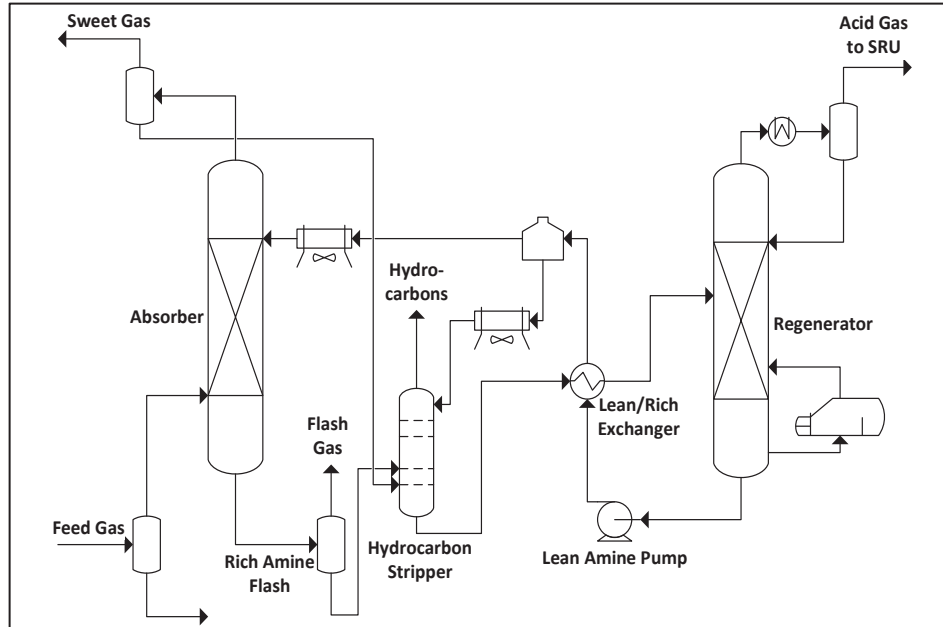 Sweet Gas
Acid Gas
to SRU
Hydro-
carbons
Absorber
Regenerator
Lean/Rich
Exchanger
Flash
Gas
Feed Gas
Rich Amine
Flash
Hydrocarbon
Stripper
Lean Amine Pump